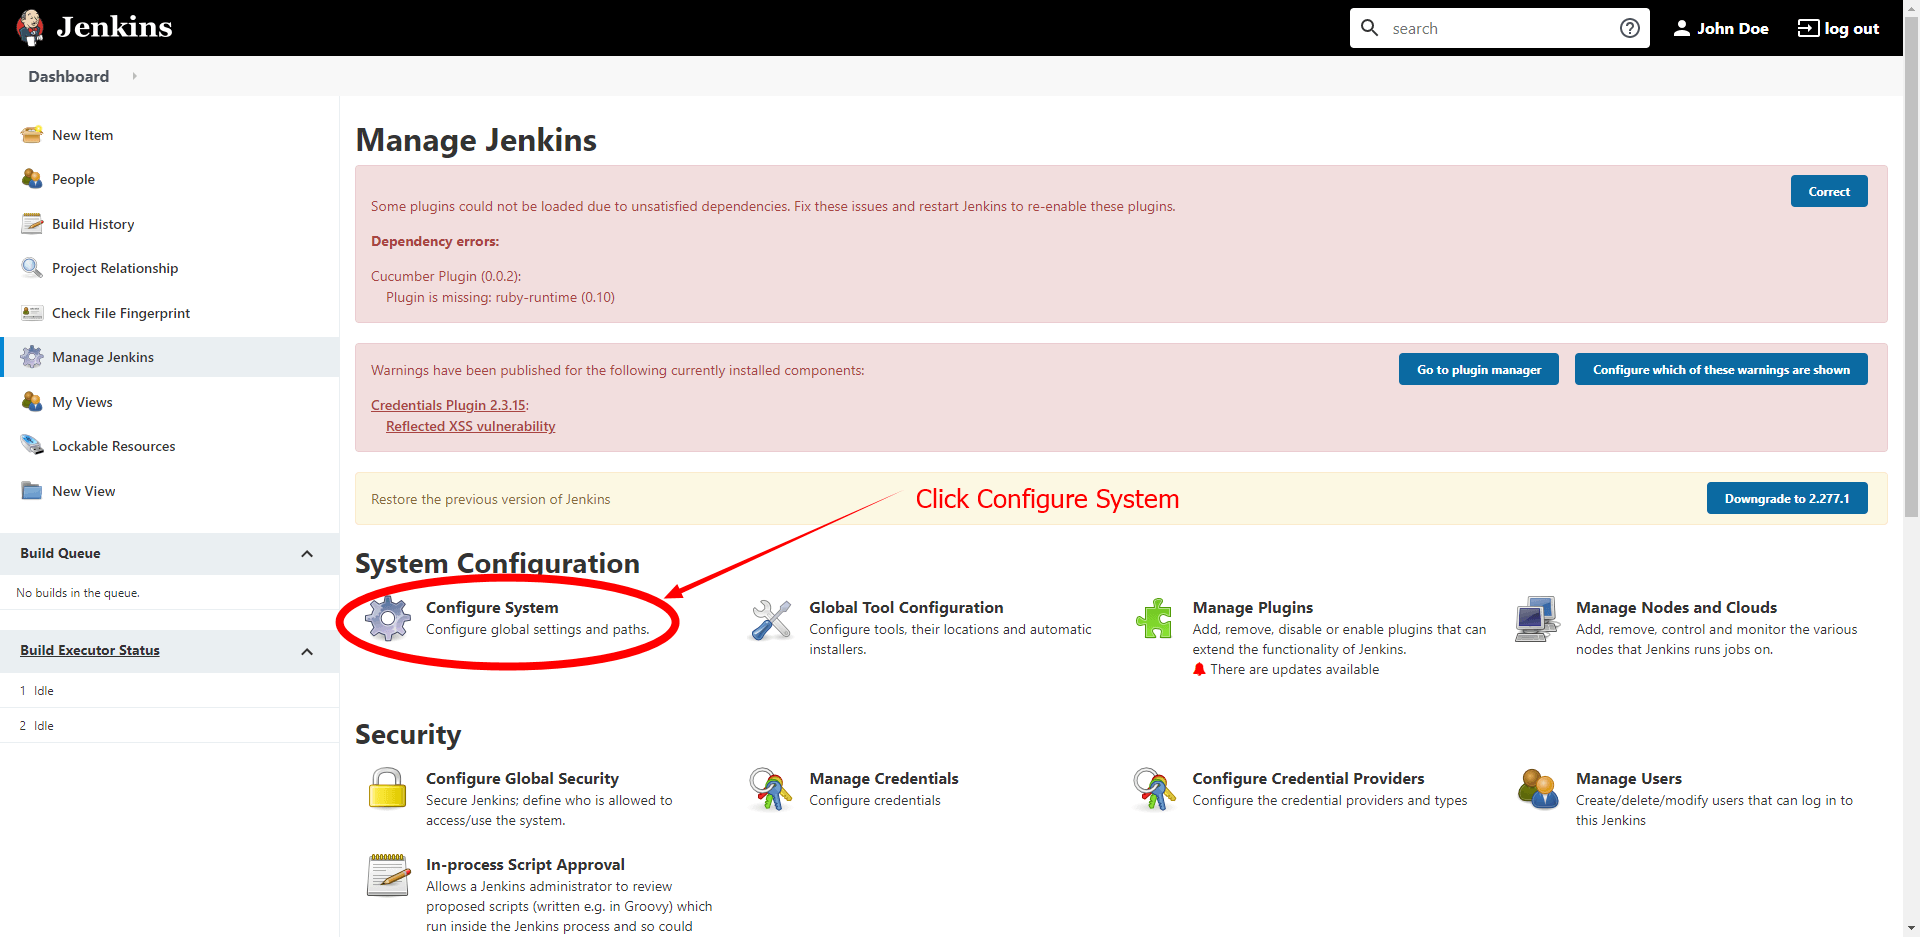 Jenkins
search
John Doe
log out
Dashboard
New Item
People
Build History
Project Relationship
Check File Fingerprint
Manage Jenkins
My Views
Lockable Resources
New View
Build Queue
No builds in the queue.
Build Executor Status
1 Idle
2 Idle
Manage Jenkins
Correct
Some plugins could not be loaded due to unsatisfied dependencies. Fix these issues and restart Jenkins to re-enable these plugins.
Dependency errors:
Cucumber Plugin (0.0.2):
Plugin is missing: ruby-runtime (0.10)
Warnings have been published for the following currently installed components:
Go to plugin manager
Configure which of these warnings are shown
Credentials Plugin 2.3.15:
Reflected XSS vulnerability
Restore the previous version of Jenkins
Click Configure System
Downgrade to 2.277.1
System Configuration
Configure System
Configure global settings and paths.
Global Tool Configuration
Configure tools, their locations and automatic
installers.
Manage Plugins
Add, remove, disable or enable plugins that can
extend the functionality of Jenkins.
There are updates available
Manage Nodes and Clouds
Add, remove, control and monitor the various
nodes that Jenkins runs jobs on.
Security
Configure Global Security
Secure Jenkins; define who is allowed to
access/use the system.
Manage Credentials
Configure credentials
Configure Credential Providers
Configure the credential providers and types
Manage Users
Create/delete/modify users that can log in to
this Jenkins
In-process Script Approval
Allows a Jenkins administrator to review
proposed scripts (written e.g. in Groovy) which
run inside the Jenkins process and so could